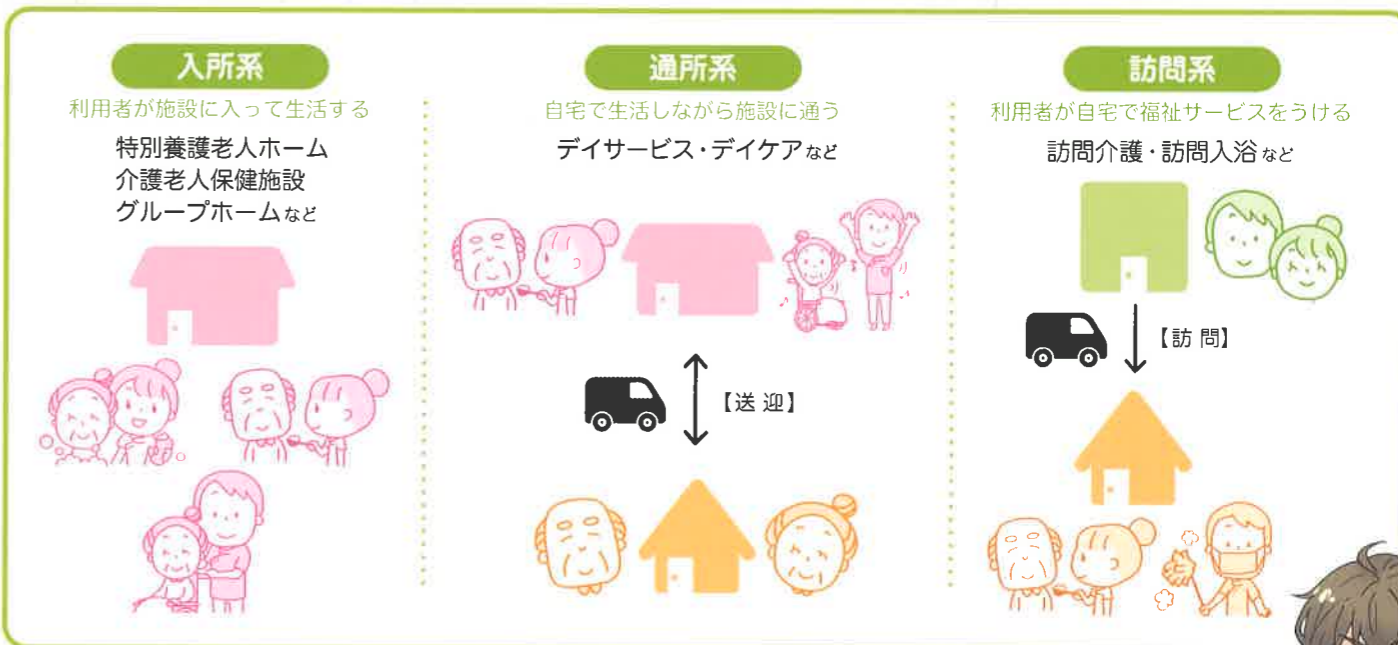 入所系
利用者が施設に入って生活する
特別養護老人ホーム
介護老人保健施設
グループホームなど
通所系
自宅で生活しながら施設に通う
デイサービス・デイケアなど
【送 迎】
訪問系
利用者が自宅で福祉サービスをうける
訪問介護・訪問入浴など
【訪 問】